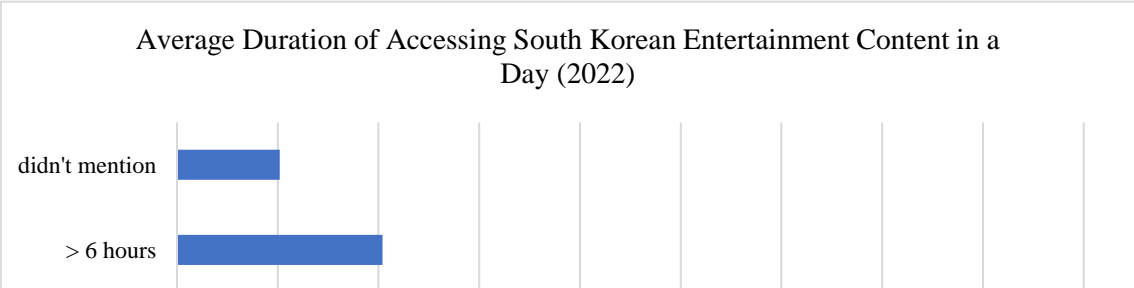 Average Duration of Accessing South Korean Entertainment Content in a
Day (2022)
didn't mention
> 6 hours